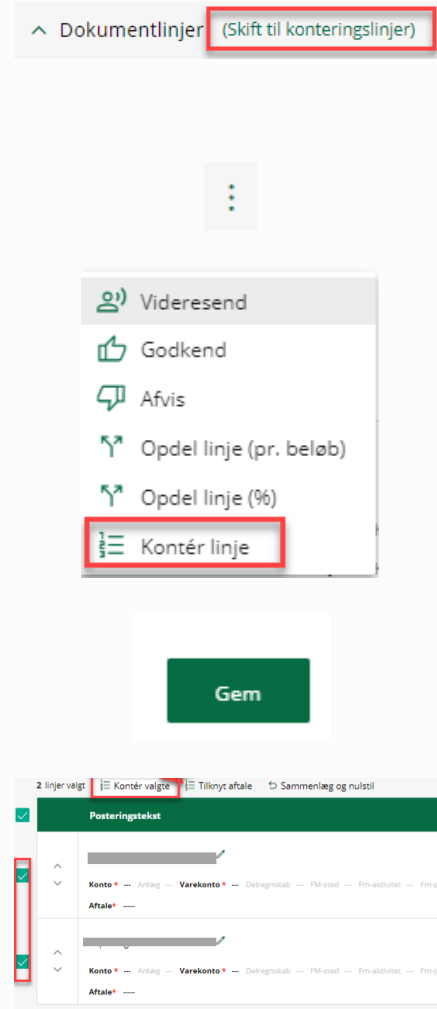 Dokumentlinjer (Skift til konteringslinjer)
Videresend
Godkend
Afvis
Opdel linje (pr. beløb)
Opdel linje (%)
Kontér linje
Gem
2 linjer valgt Kontér valgte Tilknyt aftale Sammenlæg og nulstil
Posteringstekst
Konto * --- Anlæg --- Varekonto * --- Delregnskab --- FM-sted --- Fm-aktivitet --- Fm-p
Aftale* -----
Konto * --- Anlæg --- Varekonto * --- Delregnskab --- FM-sted --- Fm-aktivitet --- Fm-p
Aftale* -----